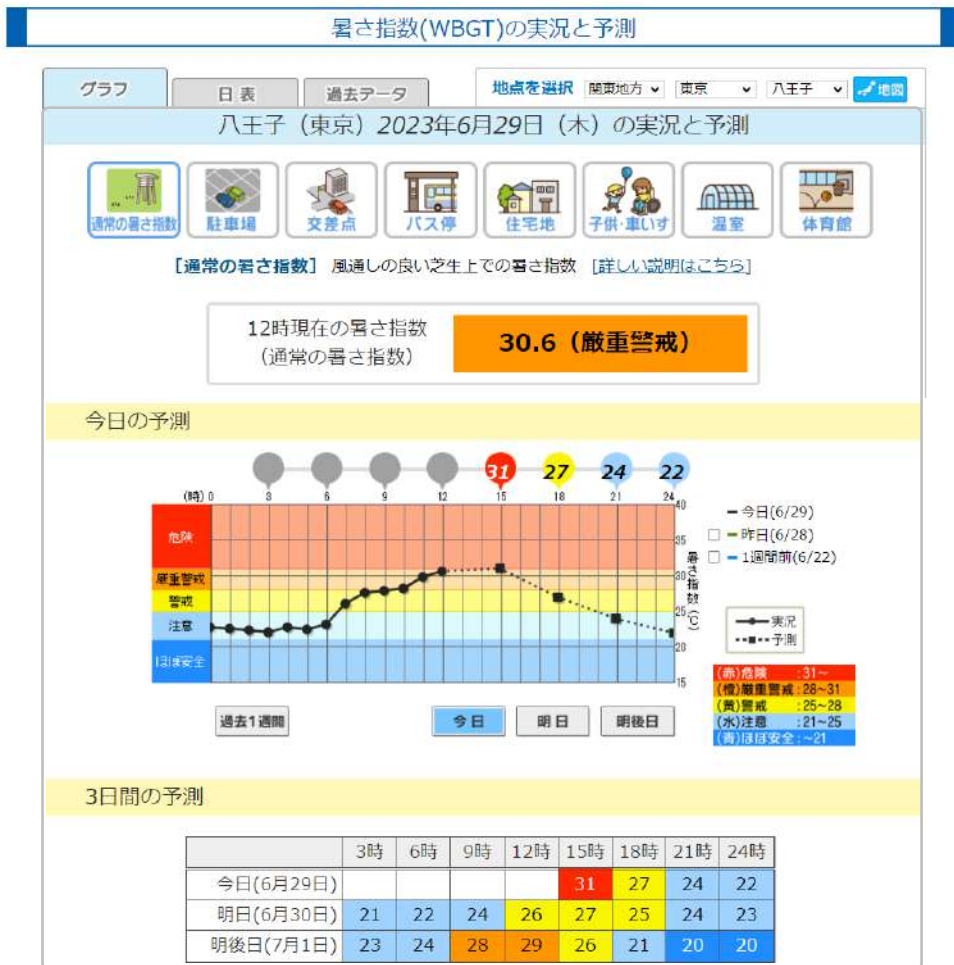 暑さ指数(WBGT)の実況と予測
グラフ 日表 過去データ 地点を選択 関東地方 東京 八王子 地図
八王子（東京）2023年6月29日（木）の実況と予測
通常の暑さ指数 駐車場 交差点 バス停 住宅地 子供・車いす 温室 体育館
［通常の暑さ指数］ 風通しの良い芝生上での暑さ指数 [詳しい説明はこちら]
12時現在の暑さ指数
（通常の暑さ指数）
30.6（厳重警戒）
今日の予測
31 27 24 22
(時) 0 3 6 9 12 15 18 21 24
40
危険
35
厳重警戒
30
警戒
25
注意
20
ほぼ安全
15
暑さ指数(℃)
今日(6/29)
昨日(6/28)
1週間前(6/22)
実況
予測
(赤)危険 :31~
(橙)厳重警戒:28~31
(黄)警戒 :25~28
(水)注意 :21~25
(青)ほぼ安全:~21
過去1週間 今日 明日 明後日
3日間の予測
3時 6時 9時 12時 15時 18時 21時 24時
今日(6月29日) 31 27 24 22
明日(6月30日) 21 22 24 26 27 25 24 23
明後日(7月1日) 23 24 28 29 26 21 20 20